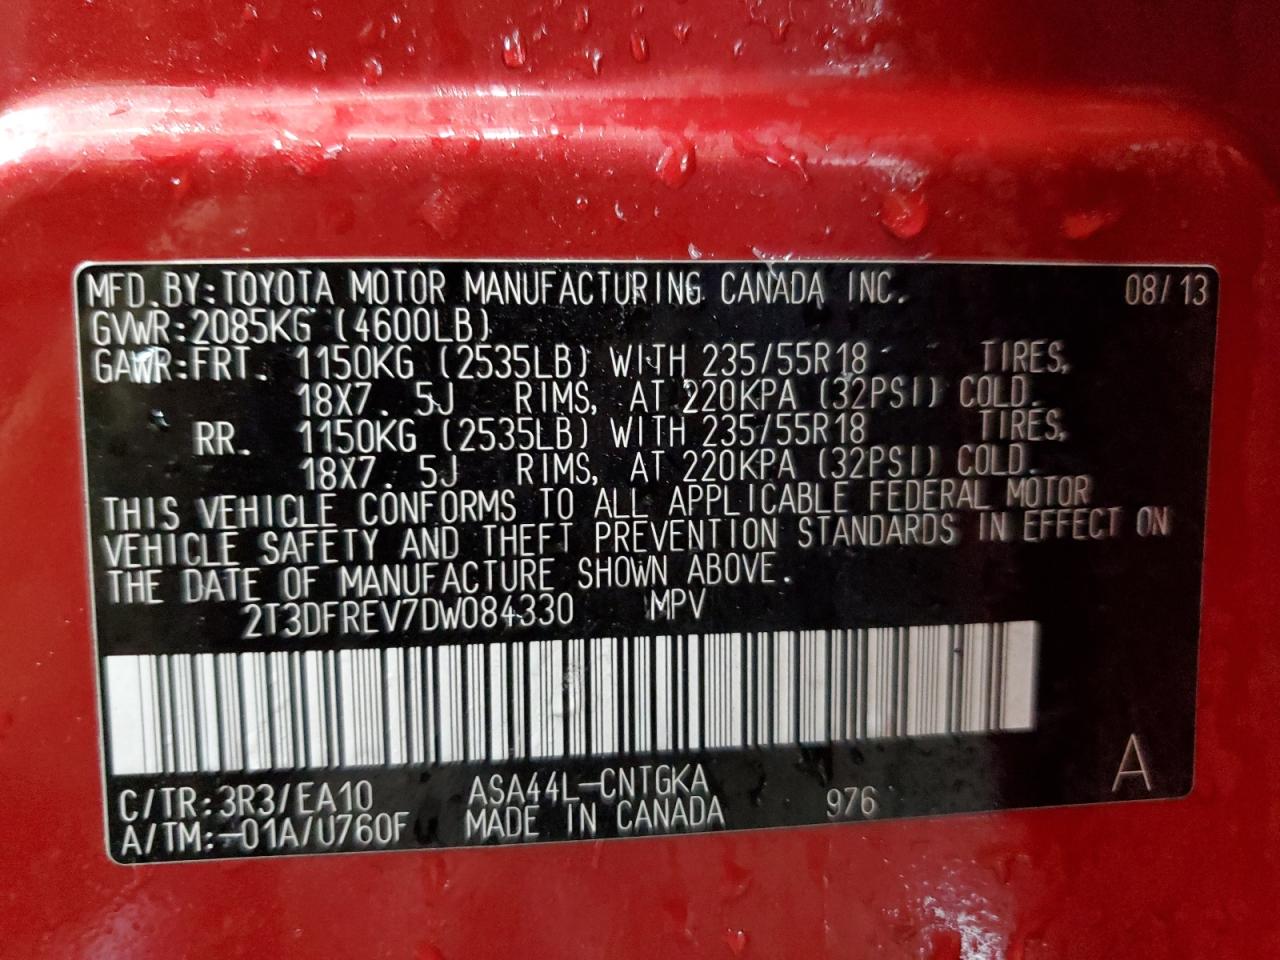 MFD.BY:TOYOTA MOTOR MANUFACTURING CANADA INC. 08/13
GVWR:2085KG (4600LB)
GAWR:FRT. 1150KG (2535LB) WITH 235/55R18 TIRES,
18X7.5J RIMS, AT 220KPA (32PSI) COLD.
RR. 1150KG (2535LB) WITH 235/55R18 TIRES,
18X7.5J RIMS, AT 220KPA (32PSI) COLD.
THIS VEHICLE CONFORMS TO ALL APPLICABLE FEDERAL MOTOR
VEHICLE SAFETY AND THEFT PREVENTION STANDARDS IN EFFECT ON
THE DATE OF MANUFACTURE SHOWN ABOVE.
2T3DFREV7DW084330 MPV
A
C/TR:3R3/EA10 ASA44L-CNTGKA
A/TM:-01A/U760F MADE IN CANADA 976